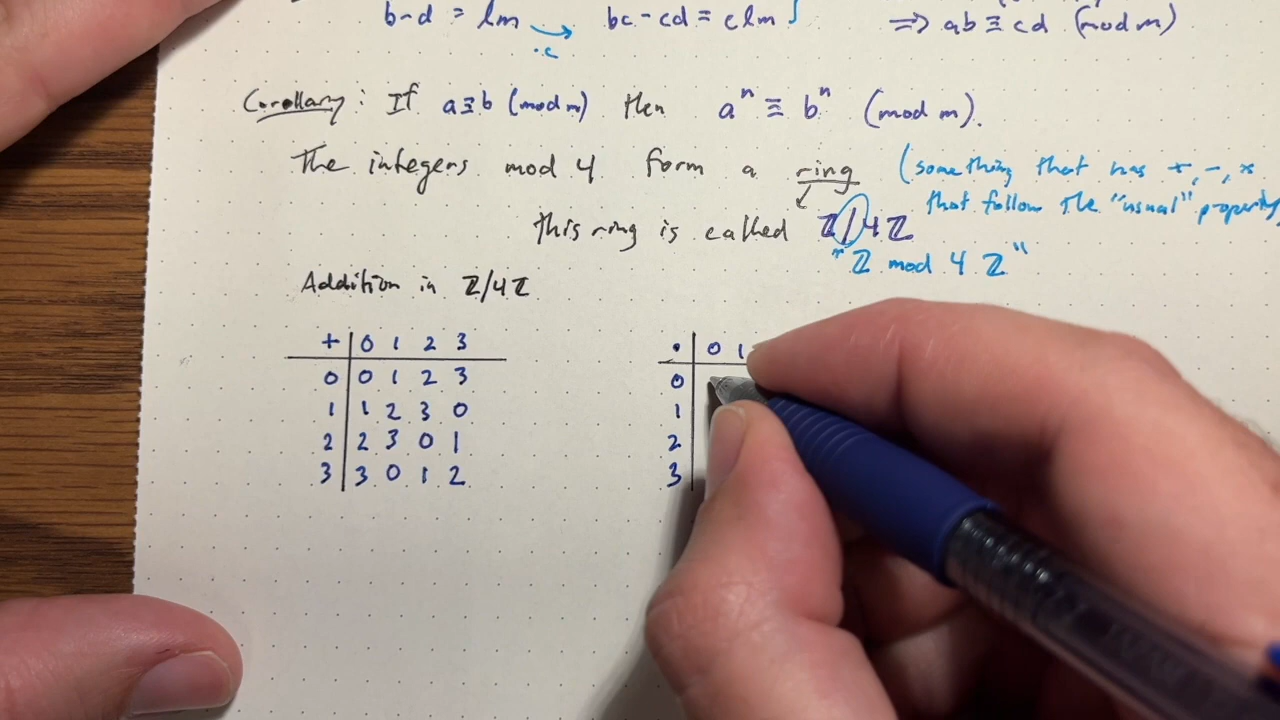 b-d = lm bc-cd = clm } ⟹ ab ≡ cd (mod m)
·c
Corollary: If a≡b (mod m) then aⁿ ≡ bⁿ (mod m).
The integers mod 4 form a ring (something that has +, -, ×
that follow the "usual" property
this ring is called ℤ/4ℤ
"ℤ mod 4 ℤ"
Addition in ℤ/4ℤ
+ 0 1 2 3
0 0 1 2 3
1 1 2 3 0
2 2 3 0 1
3 3 0 1 2
· 0 1
0
1
2
3